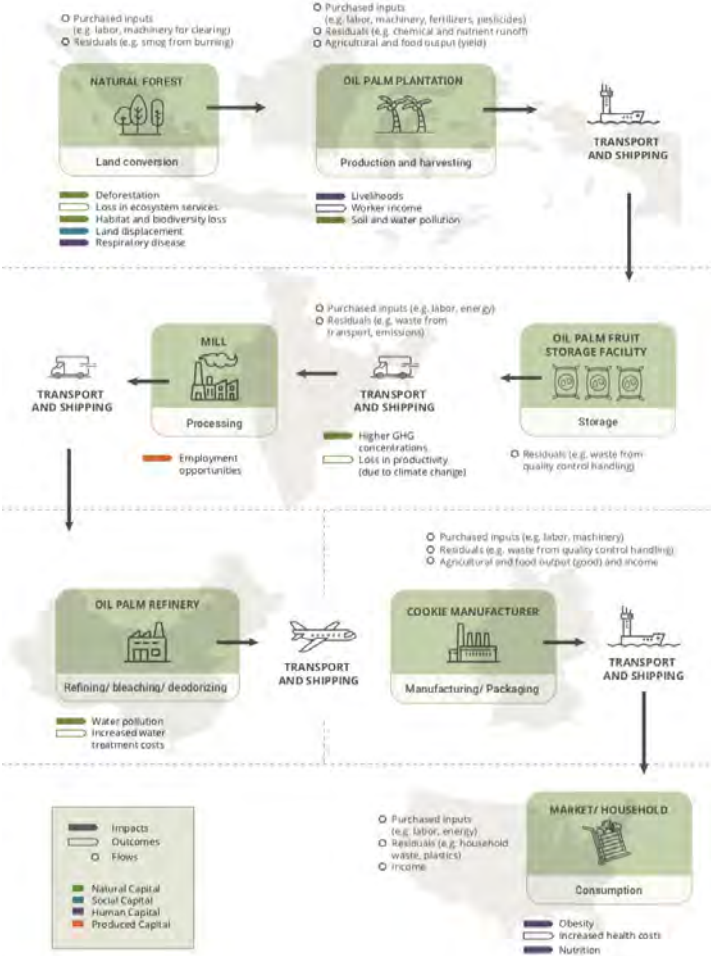 Purchased inputs
(e.g. labor, machinery for clearing)
Residuals (e.g. smog from burning)
NATURAL FOREST
Land conversion
Deforestation
Loss in ecosystem services
Habitat and biodiversity loss
Land displacement
Respiratory disease
Purchased inputs
(e.g. labor, machinery, fertilizers, pesticides)
Residuals (e.g. chemical and nutrient runoff)
Agricultural and food output (yield)
OIL PALM PLANTATION
Production and harvesting
Livelihoods
Worker income
Soil and water pollution
TRANSPORT
AND SHIPPING
OIL PALM FRUIT
STORAGE FACILITY
Storage
Residuals (e.g. waste from
quality control handling)
Purchased inputs (e.g. labor, energy)
Residuals (e.g. waste from
transport, emissions)
TRANSPORT
AND SHIPPING
Higher GHG
concentrations
Loss in productivity
(due to climate change)
MILL
Processing
Employment
opportunities
TRANSPORT
AND SHIPPING
OIL PALM REFINERY
Refining/ bleaching/ deodorizing
Water pollution
Increased water
treatment costs
TRANSPORT
AND SHIPPING
Purchased inputs (e.g. labor, machinery)
Residuals (e.g. waste from quality control handling)
Agricultural and food output (good) and income
COOKIE MANUFACTURER
Manufacturing/ Packaging
TRANSPORT
AND SHIPPING
Purchased inputs
(e.g. labor, energy)
Residuals (e.g. household
waste, plastics)
Income
MARKET/ HOUSEHOLD
Consumption
Obesity
Increased health costs
Nutrition
Impacts
Outcomes
Flows
Natural Capital
Social Capital
Human Capital
Produced Capital